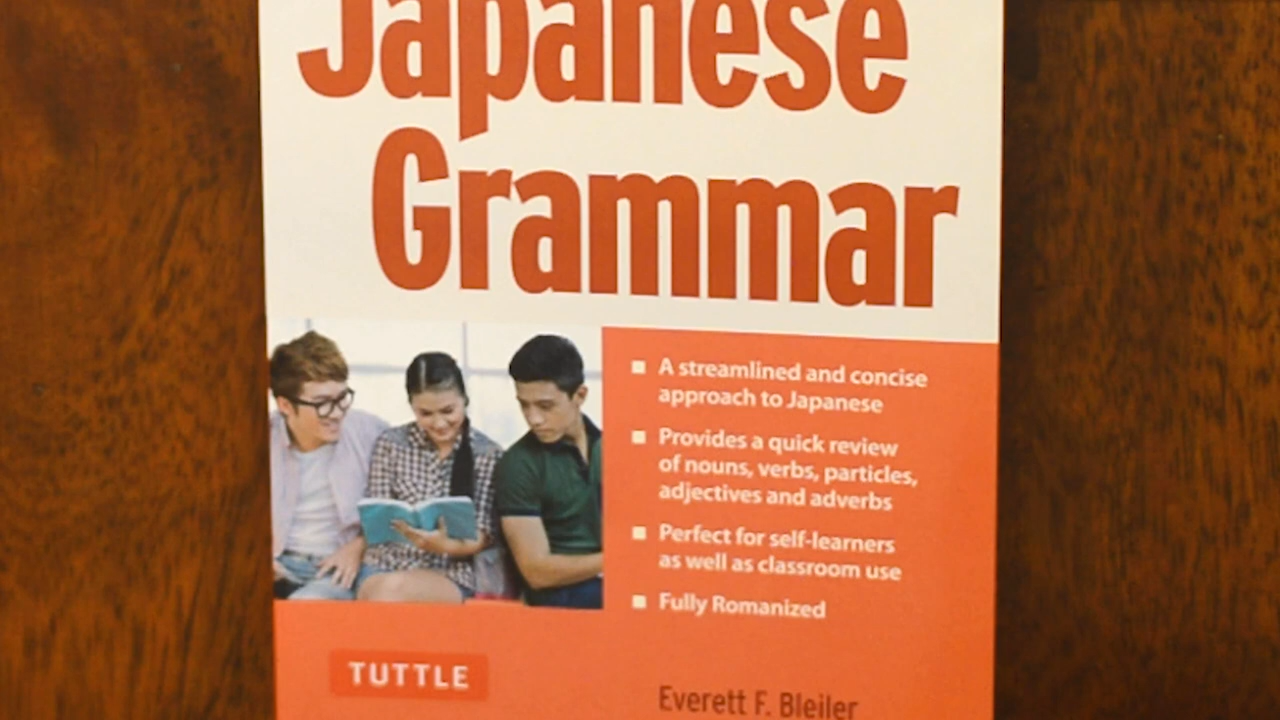 Japanese
Grammar
A streamlined and concise
approach to Japanese
Provides a quick review
of nouns, verbs, particles,
adjectives and adverbs
Perfect for self-learners
as well as classroom use
Fully Romanized
TUTTLE
Everett F. Bleiler